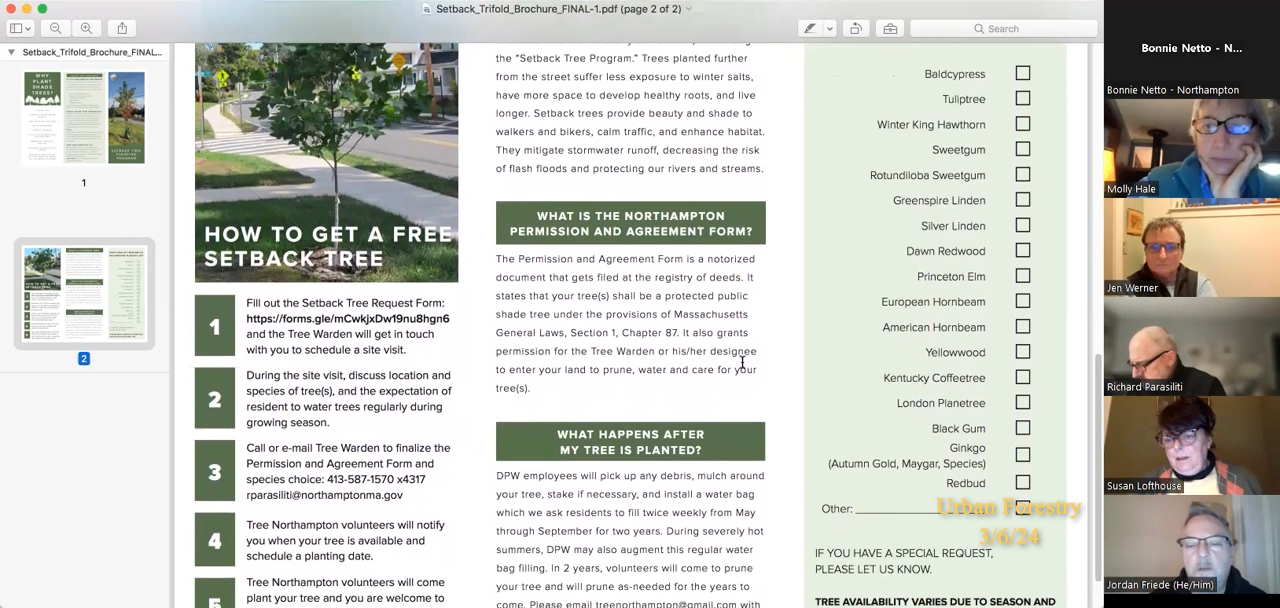 Setback_Trifold_Brochure_FINAL-1.pdf (page 2 of 2)
Search
Setback_Trifold_Brochure_FINAL...
WHY
PLANT
SHADE
TREES?
1
2
HOW TO GET A FREE
SETBACK TREE
1
Fill out the Setback Tree Request Form:
https://forms.gle/mCwkjxDw19nu8hgn6
and the Tree Warden will get in touch
with you to schedule a site visit.
2
During the site visit, discuss location and
species of tree(s), and the expectation of
resident to water trees regularly during
growing season.
3
Call or e-mail Tree Warden to finalize the
Permission and Agreement Form and
species choice: 413-587-1570 x4317
rparasiliti@northamptonma.gov
4
Tree Northampton volunteers will notify
you when your tree is available and
schedule a planting date.
5
Tree Northampton volunteers will come
plant your tree and you are welcome to
the "Setback Tree Program." Trees planted further
from street suffer less exposure to winter salts,
have more space to develop healthy roots, and live
longer. Setback trees provide beauty and shade to
walkers and bikers, calm traffic, and enhance habitat.
They mitigate stormwater runoff, decreasing the risk
of flash floods and protecting our rivers and streams.
WHAT IS THE NORTHAMPTON
PERMISSION AND AGREEMENT FORM?
The Permission and Agreement Form is a notorized
document that gets filed at the registry of deeds. It
states that your tree(s) shall be a protected public
shade tree under the provisions of Massachusetts
General Laws, Section 1, Chapter 87. It also grants
permission for the Tree Warden or his/her designee
to enter your land to prune, water and care for your
tree(s).
WHAT HAPPENS AFTER
MY TREE IS PLANTED?
DPW employees will pick up any debris, mulch around
your tree, stake if necessary, and install a water bag
which we ask residents to fill twice weekly from May
through September for two years. During severely hot
summers, DPW may also augment this regular water
bag filling. In 2 years, volunteers will come to prune
your tree and will prune as-needed for the years to
come. Please email treenorthampton@gmail.com with
Baldcypress
Tuliptree
Winter King Hawthorn
Sweetgum
Rotundiloba Sweetgum
Greenspire Linden
Silver Linden
Dawn Redwood
Princeton Elm
European Hornbeam
American Hornbeam
Yellowwood
Kentucky Coffeetree
London Planetree
Black Gum
Ginkgo
(Autumn Gold, Maygar, Species)
Redbud
Other:
IF YOU HAVE A SPECIAL REQUEST,
PLEASE LET US KNOW.
TREE AVAILABILITY VARIES DUE TO SEASON AND
Urban Forestry
3/6/24
Bonnie Netto - N...
Bonnie Netto - Northampton
Molly Hale
Jen Werner
Richard Parasiliti
Susan Lofthouse
Jordan Friede (He/Him)